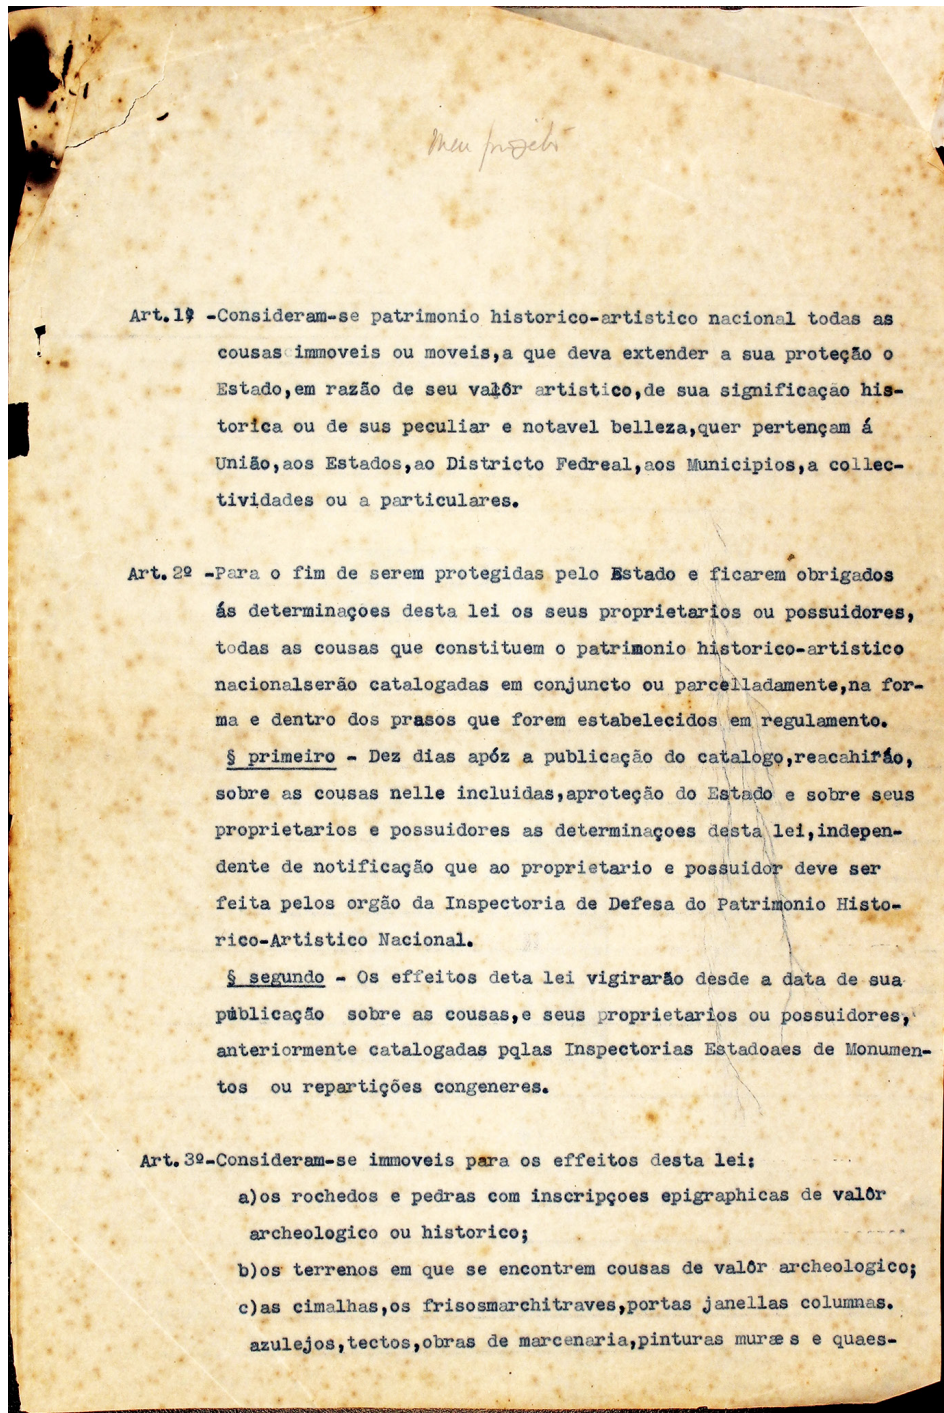 Meu projeto
Art.1º -Consideram-se patrimonio historico-artistico nacional todas as
cousas immoveis ou moveis,a que deva extender a sua proteção o
Estado,em razão de seu valôr artistico,de sua significação his-
torica ou de sus peculiar e notavel belleza,quer pertençam á
União,aos Estados,ao Districto Fedreal,aos Municipios,a collec-
tividades ou a particulares.
Art.2º -Para o fim de serem protegidas pelo Estado e ficarem obrigados
ás determinaçoes desta lei os seus proprietarios ou possuidores,
todas as cousas que constituem o patrimonio historico-artistico
nacionalserão catalogadas em conjuncto ou parcelladamente,na for-
ma e dentro dos prasos que forem estabelecidos em regulamento.
§ primeiro - Dez dias apóz a publicação do catalogo,reacahirão,
sobre as cousas nelle incluidas,aproteção do Estado e sobre seus
proprietarios e possuidores as determinaçoes desta lei,indepen-
dente de notificação que ao proprietario e possuidor deve ser
feita pelos orgão da Inspectoria de Defesa do Patrimonio Histo-
rico-Artistico Nacional.
§ segundo - Os effeitos deta lei vigirarão desde a data de sua
publicação sobre as cousas,e seus proprietarios ou possuidores,
anteriormente catalogadas pqlas Inspectorias Estadoaes de Monumen-
tos ou repartições congeneres.
Art.3º-Consideram-se immoveis para os effeitos desta lei:
a)os rochedos e pedras com inscripçoes epigraphicas de valôr
archeologico ou historico;
b)os terrenos em que se encontrem cousas de valôr archeologico;
c)as cimalhas,os frisosmarchitraves,portas janellas columnas.
azulejos,tectos,obras de marcenaria,pinturas muraes e quaes-